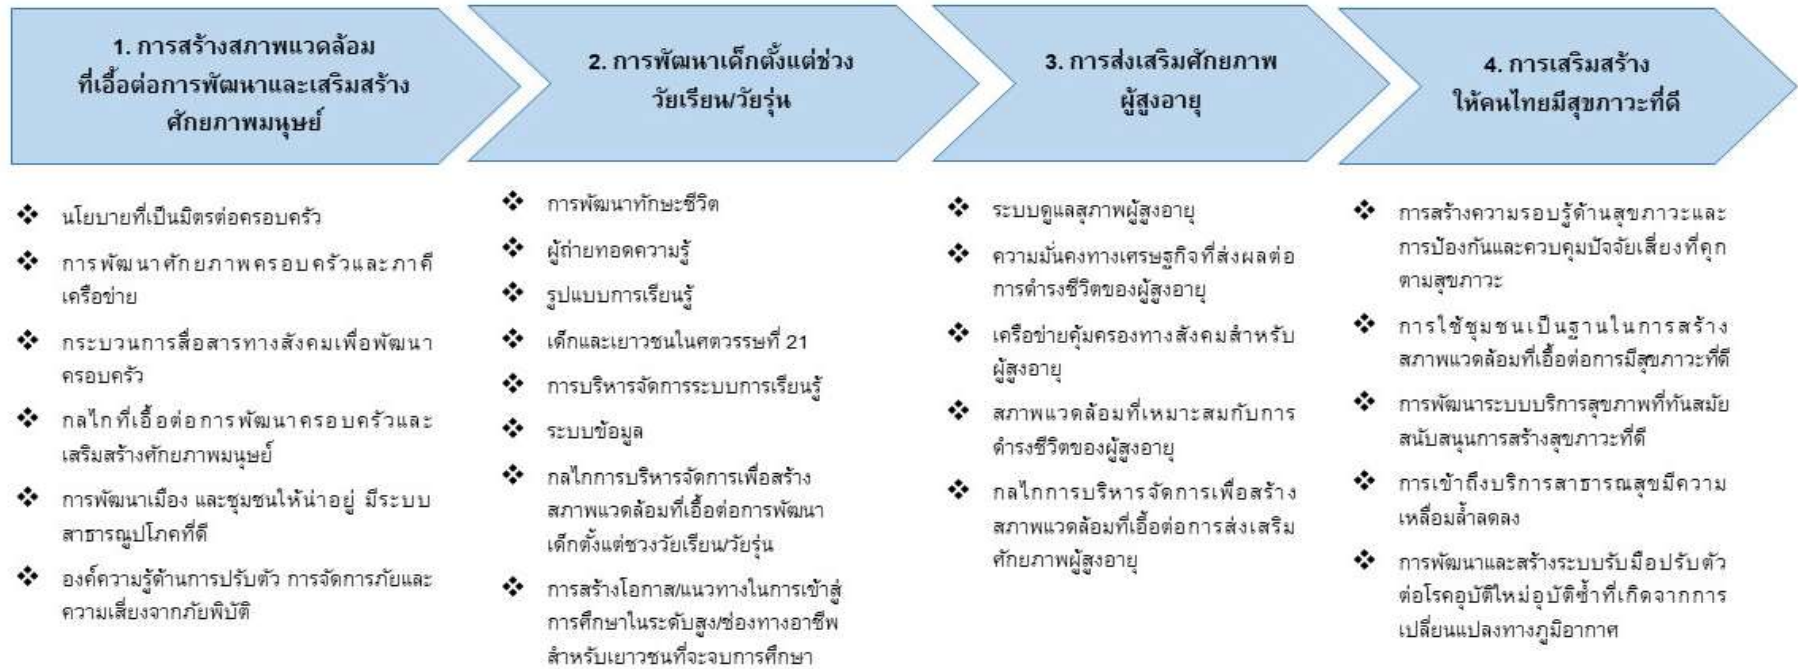 1. การสร้างสภาพแวดล้อม
ที่เอื้อต่อการพัฒนาและเสริมสร้าง
ศักยภาพมนุษย์
❖ นโยบายที่เป็นมิตรต่อครอบครัว
❖ การพัฒนาศักยภาพครอบครัวและภาคี
เครือข่าย
❖ กระบวนการสื่อสารทางสังคมเพื่อพัฒนา
ครอบครัว
❖ กลไกที่เอื้อต่อการพัฒนาครอบครัวและ
เสริมสร้างศักยภาพมนุษย์
❖ การพัฒนาเมือง และชุมชนให้น่าอยู่ มีระบบ
สาธารณูปโภคที่ดี
❖ องค์ความรู้ด้านการปรับตัว การจัดการภัยและ
ความเสี่ยงจากภัยพิบัติ
2. การพัฒนาเด็กตั้งแต่ช่วง
วัยเรียน/วัยรุ่น
❖ การพัฒนาทักษะชีวิต
❖ ผู้ถ่ายทอดความรู้
❖ รูปแบบการเรียนรู้
❖ เด็กและเยาวชนในศตวรรษที่ 21
❖ การบริหารจัดการระบบการเรียนรู้
❖ ระบบข้อมูล
❖ กลไกการบริหารจัดการเพื่อสร้าง
สภาพแวดล้อมที่เอื้อต่อการพัฒนา
เด็กตั้งแต่ชวงวัยเรียน/วัยรุ่น
❖ การสร้างโอกาส/แนวทางในการเข้าสู่
การศึกษาในระดับสูง/ช่องทางอาชีพ
สำหรับเยาวชนที่จะจบการศึกษา
3. การส่งเสริมศักยภาพ
ผู้สูงอายุ
❖ ระบบดูแลสุภาพผู้สูงอายุ
❖ ความมั่นคงทางเศรษฐกิจที่ส่งผลต่อ
การดำรงชีวิตของผู้สูงอายุ
❖ เครือข่ายคุ้มครองทางสังคมสำหรับ
ผู้สูงอายุ
❖ สภาพแวดล้อมที่เหมาะสมกับการ
ดำรงชีวิตของผู้สูงอายุ
❖ กลไกการบริหารจัดการเพื่อสร้าง
สภาพแวดล้อมที่เอื้อต่อการส่งเสริม
ศักยภาพผู้สูงอายุ
4. การเสริมสร้าง
ให้คนไทยมีสุขภาวะที่ดี
❖ การสร้างความรอบรู้ด้านสุขภาวะและ
การป้องกันและควบคุมปัจจัยเสี่ยงที่คุก
ตามสุขภาวะ
❖ การใช้ชุมชนเป็นฐานในการสร้าง
สภาพแวดล้อมที่เอื้อต่อการมีสุขภาวะที่ดี
❖ การพัฒนาระบบบริการสุขภาพที่ทันสมัย
สนับสนุนการสร้างสุขภาวะที่ดี
❖ การเข้าถึงบริการสาธารณสุขมีความ
เหลื่อมล้ำลดลง
❖ การพัฒนาและสร้างระบบรับมือปรับตัว
ต่อโรคอุบัติใหม่อุบัติซ้ำที่เกิดจากการ
เปลี่ยนแปลงทางภูมิอากาศ